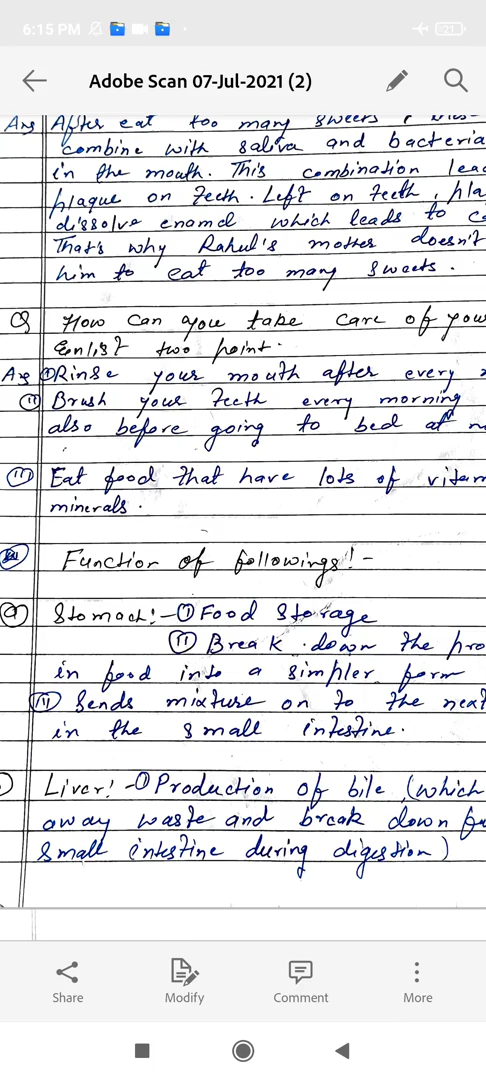 6:15 PM 21
Adobe Scan 07-Jul-2021 (2)
Ans After eat too many sweets,
combine with saliva and bacteria
in the mouth. This combination lead
plaque on teeth. Left on teeth, pla
dissolve enamel which leads to c
That's why Rahul's mother doesn't
him to eat too many sweets.
Q How can you take care of you
Enlist two point.
Ans (i) Rinse your mouth after every
(ii) Brush your teeth every morning
also before going to bed at n
(iii) Eat food that have lots of vitam
minerals.
Function of followings!-
(a) Stomach!- (i) Food Storage
(ii) Break down the pro
in food into a simpler form
(iii) Sends mixture on to the next
in the small intestine.
Liver!- (i) Production of bile, (which
away waste and break down fa
small intestine during digestion)
Share Modify Comment More